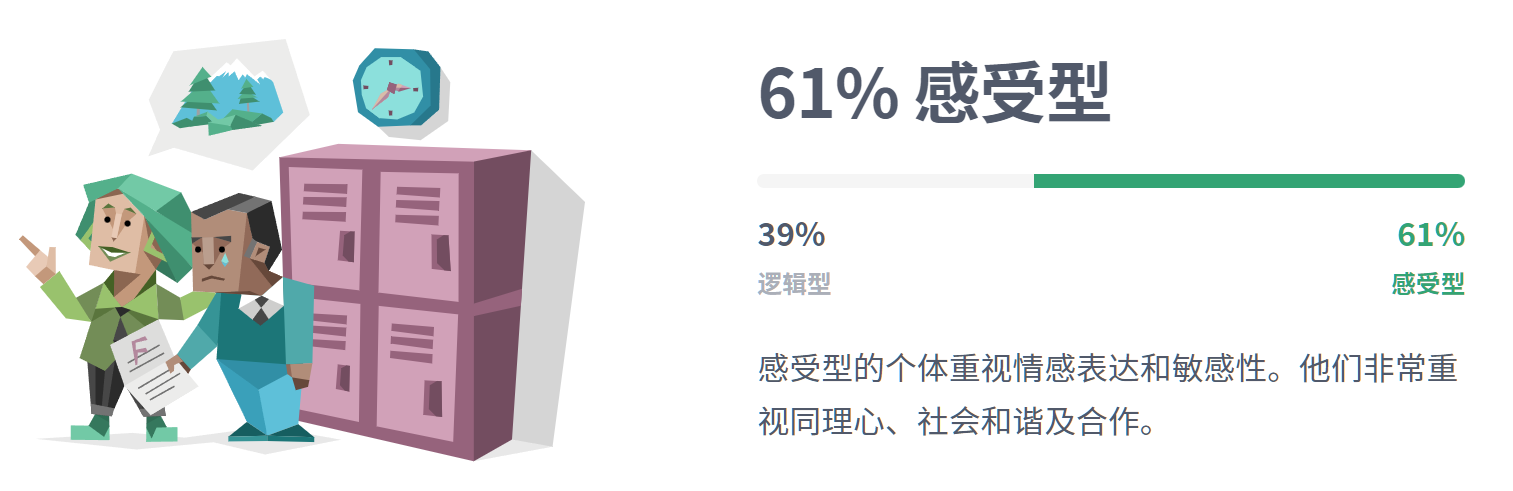 F
61% 感受型
39%
61%
逻辑型
感受型
感受型的个体重视情感表达和敏感性。他们非常重
视同理心、社会和谐及合作。